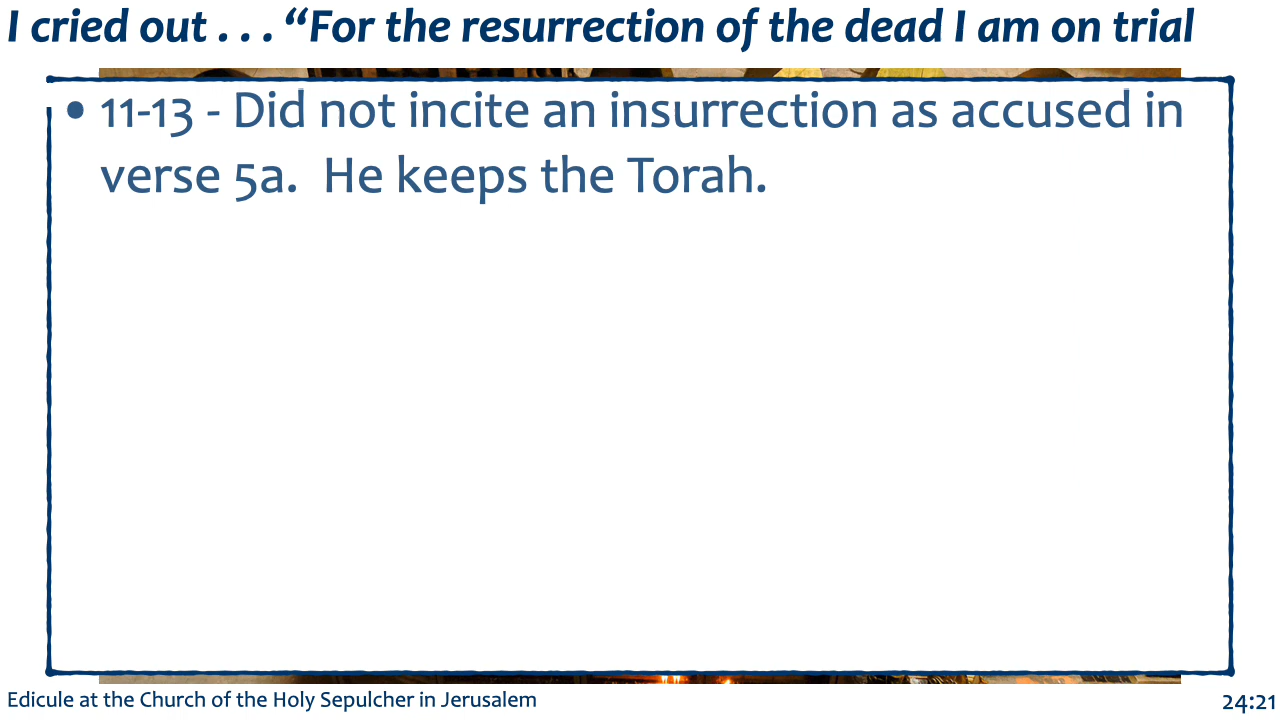 I cried out . . . “For the resurrection of the dead I am on trial
• 11-13 - Did not incite an insurrection as accused in
verse 5a.  He keeps the Torah.
Edicule at the Church of the Holy Sepulcher in Jerusalem
24:21